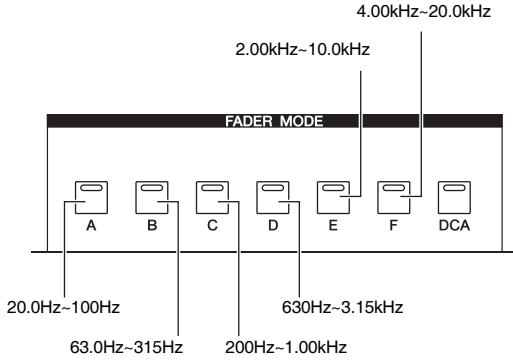 4.00kHz~20.0kHz
2.00kHz~10.0kHz
FADER MODE
A B C D E F DCA
20.0Hz~100Hz 630Hz~3.15kHz
63.0Hz~315Hz 200Hz~1.00kHz